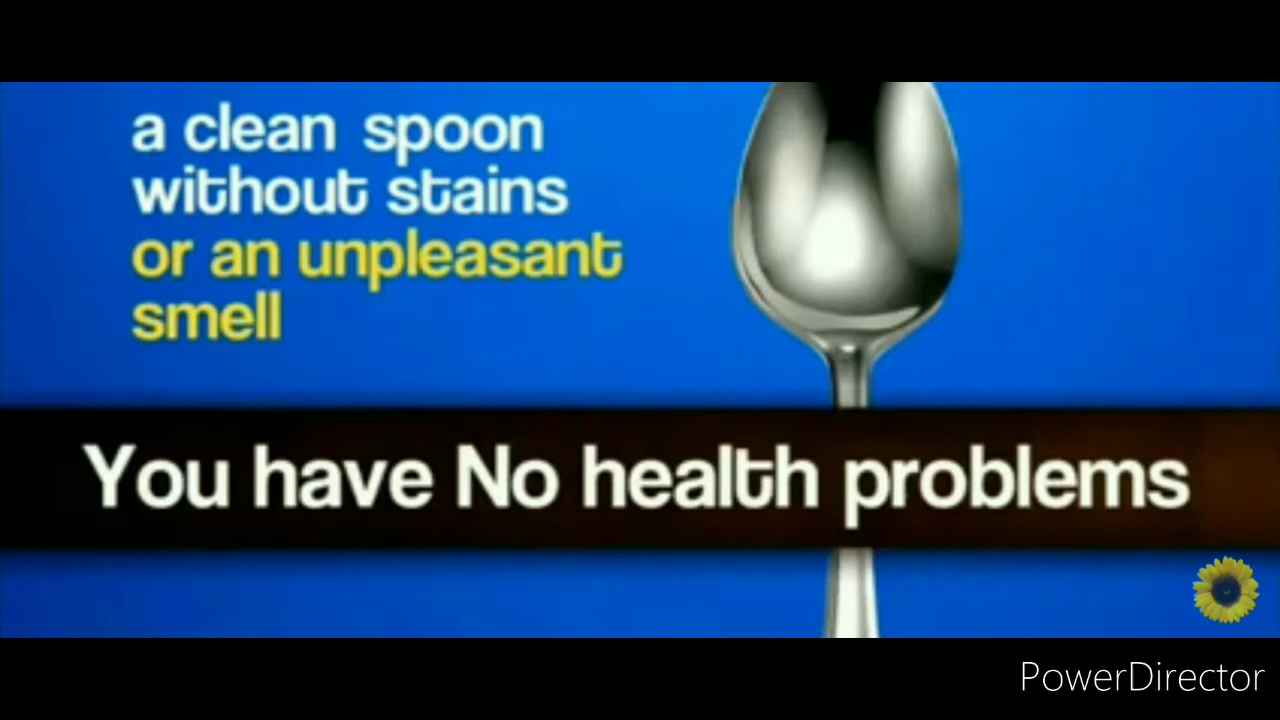 a clean spoon
without stains
or an unpleasant
smell
You have No health problems
PowerDirector